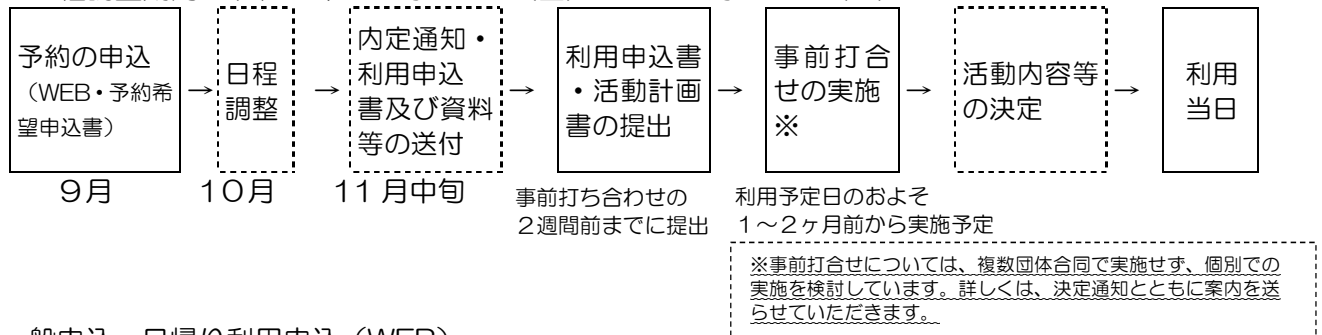 予約の申込
（WEB・予約希
望申込書）
→
日程
調整
→
内定通知・
利用申込
書及び資料
等の送付
→
利用申込書
・活動計画
書の提出
→
事前打合
せの実施
※
→
活動内容等
の決定
→
利用
当日
9月
10月
11月中旬
事前打ち合わせの
2週間前までに提出
利用予定日のおよそ
1～2ヶ月前から実施予定
※事前打合せについては、複数団体合同で実施せず、個別での
実施を検討しています。詳しくは、決定通知とともに案内を送
らせていただきます。